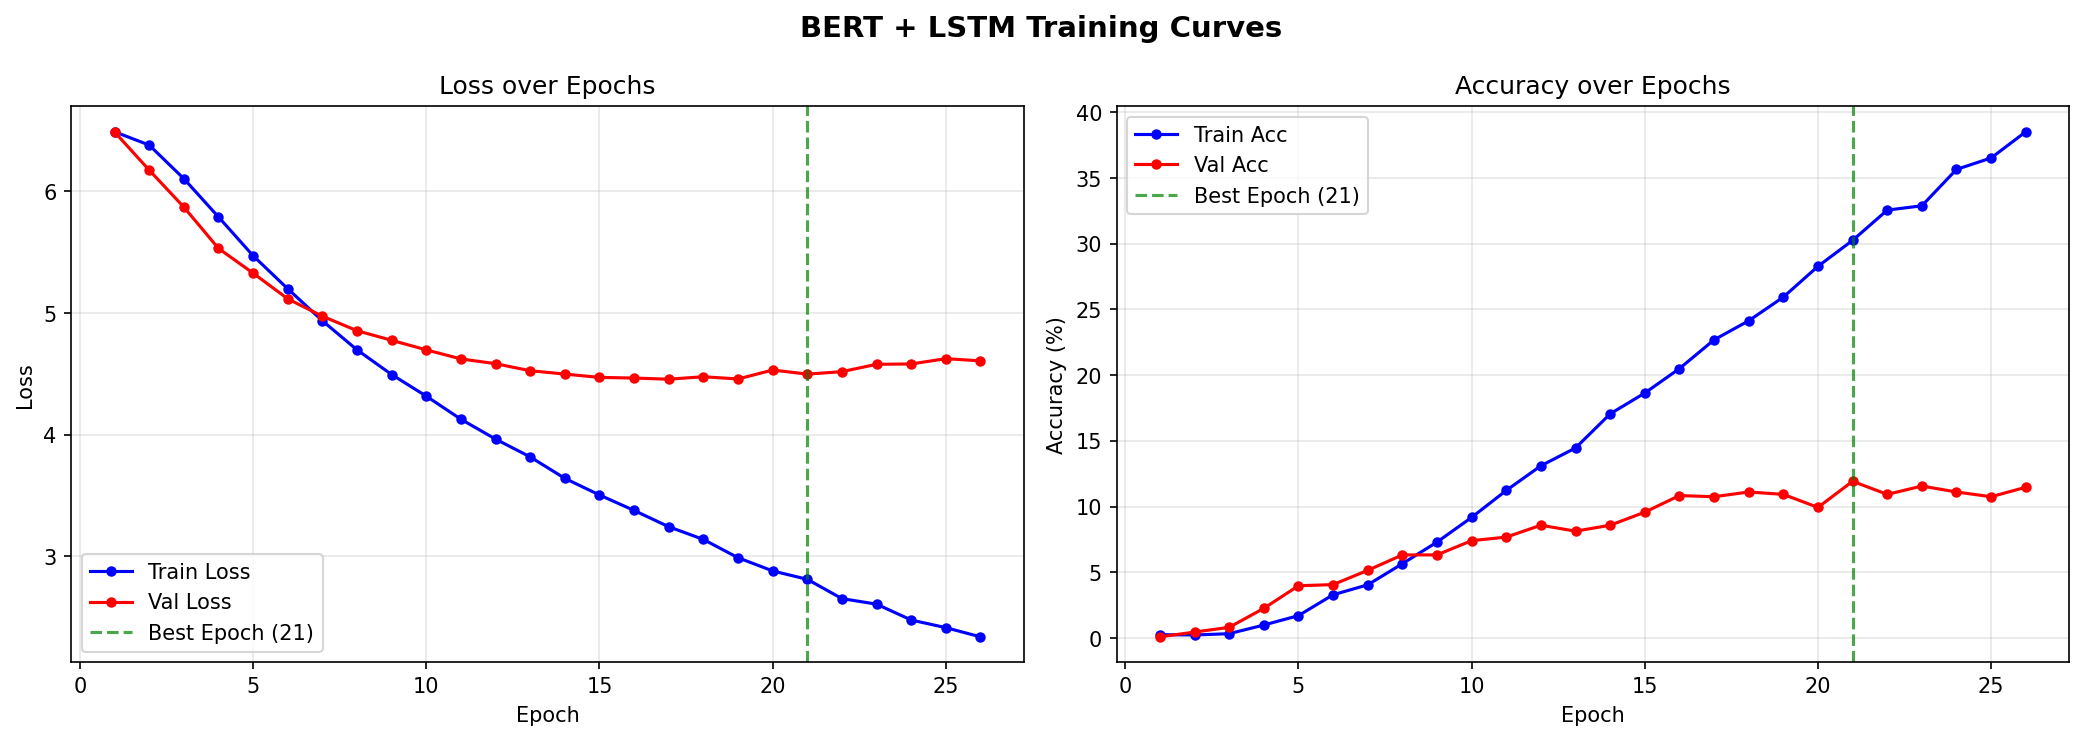 BERT + LSTM Training Curves
Loss over Epochs
Loss
6
5
4
3
Train Loss
Val Loss
Best Epoch (21)
0 5 10 15 20 25
Epoch
Accuracy over Epochs
Accuracy (%)
40
35
30
25
20
15
10
5
0
Train Acc
Val Acc
Best Epoch (21)
0 5 10 15 20 25
Epoch